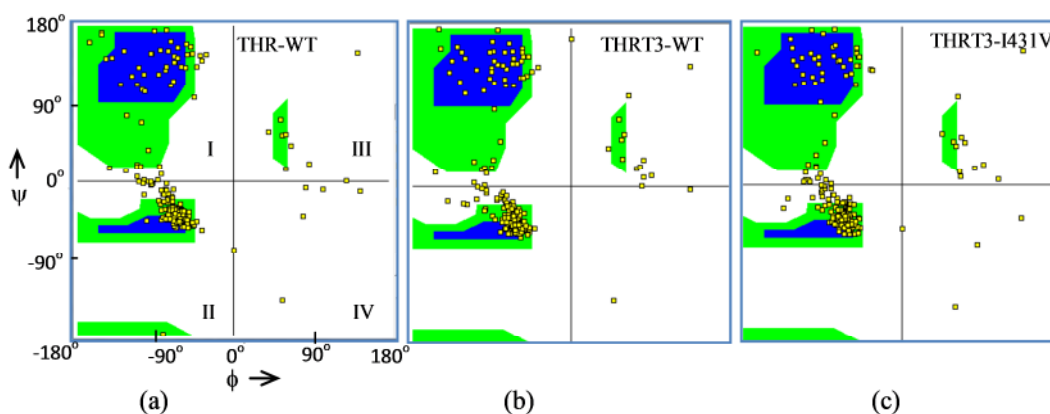 180°
THR-WT
THRT3-WT
THRT3-I431V
90°
I
III
ψ
0°
-90°
II
IV
-180°
-90°
0°
90°
180°
ϕ
(a)
(b)
(c)